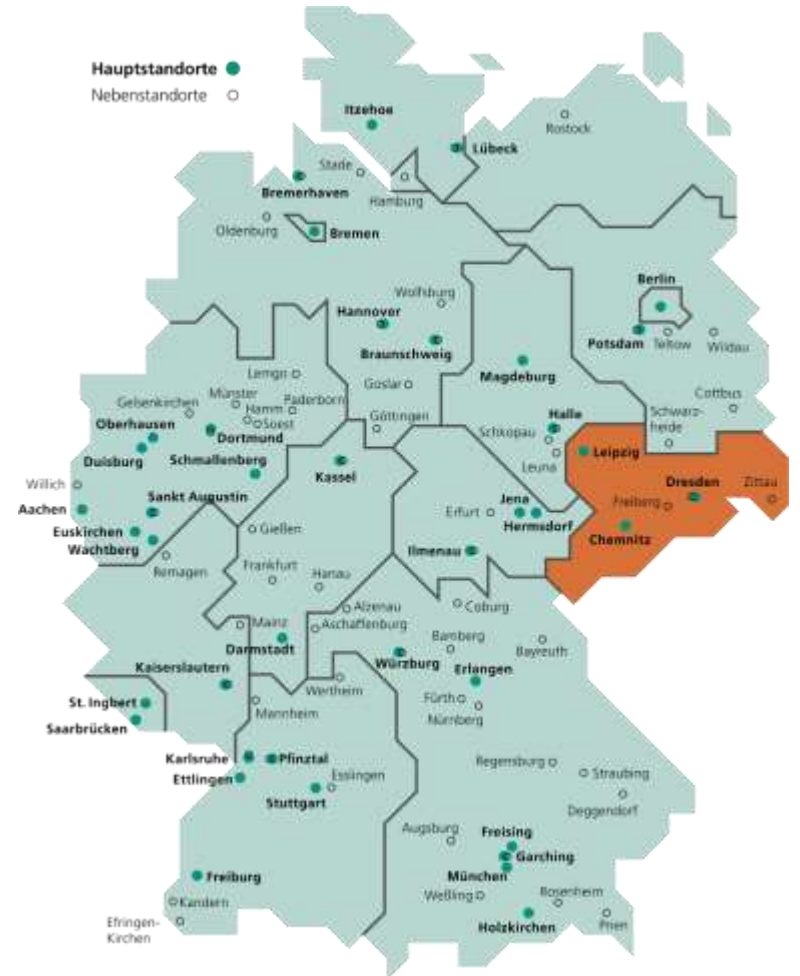 Hauptstandorte
Nebenstandorte
Itzehoe
Rostock
Lübeck
Stade
Bremerhaven
Hamburg
Oldenburg
Bremen
Berlin
Wolfsburg
Hannover
Potsdam
Teltow
Wildau
Braunschweig
Magdeburg
Lemgo
Goslar
Cottbus
Münster
Paderborn
Gelsenkirchen
Hamm
Schwarz-
heide
Göttingen
Halle
Oberhausen
Soest
Schkopau
Dortmund
Leipzig
Duisburg
Schmallenberg
Kassel
Leuna
Dresden
Zittau
Willich
Sankt Augustin
Jena
Freiberg
Aachen
Erfurt
Hermsdorf
Euskirchen
Gießen
Chemnitz
Wachtberg
Ilmenau
Remagen
Frankfurt
Hanau
Alzenau
Coburg
Mainz
Aschaffenburg
Darmstadt
Bamberg
Bayreuth
Kaiserslautern
Würzburg
Erlangen
Wertheim
St. Ingbert
Mannheim
Fürth
Nürnberg
Saarbrücken
Karlsruhe
Pfinztal
Regensburg
Ettlingen
Esslingen
Straubing
Stuttgart
Deggendorf
Augsburg
Freising
Garching
München
Freiburg
Weßling
Rosenheim
Kandern
Efringen-
Kirchen
Holzkirchen
Prien